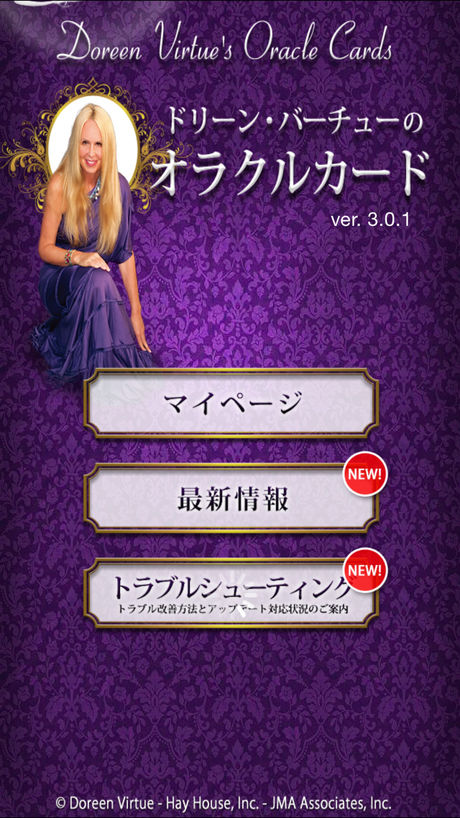 Doreen Virtue's Oracle Cards
ドリーン・バーチューの
オラクルカード
ver. 3.0.1
マイページ
NEW!
最新情報
NEW!
トラブルシューティング
トラブル改善方法とアップデート対応状況のご案内
© Doreen Virtue - Hay House, Inc. - JMA Associates, Inc.